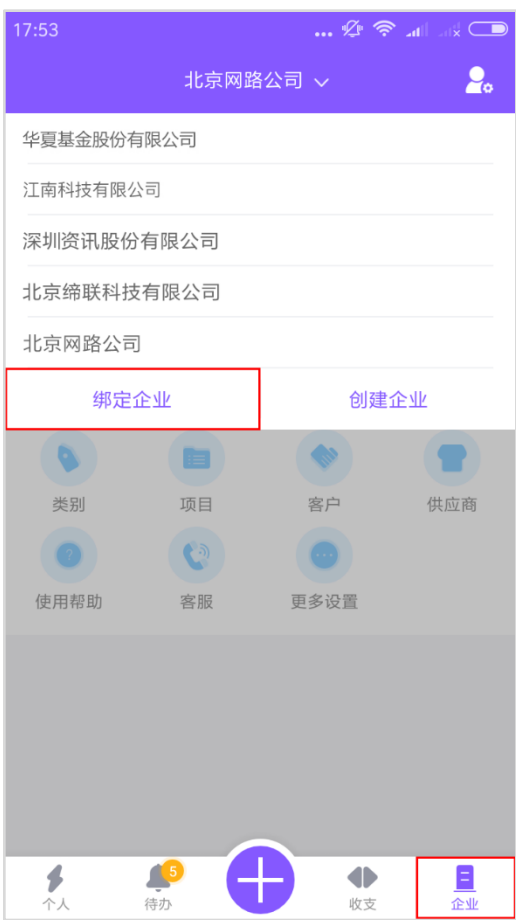 17:53
北京网路公司
华夏基金股份有限公司
江南科技有限公司
深圳资讯股份有限公司
北京缔联科技有限公司
北京网路公司
绑定企业 创建企业
类别 项目 客户 供应商
使用帮助 客服 更多设置
5
个人 待办 收支 企业